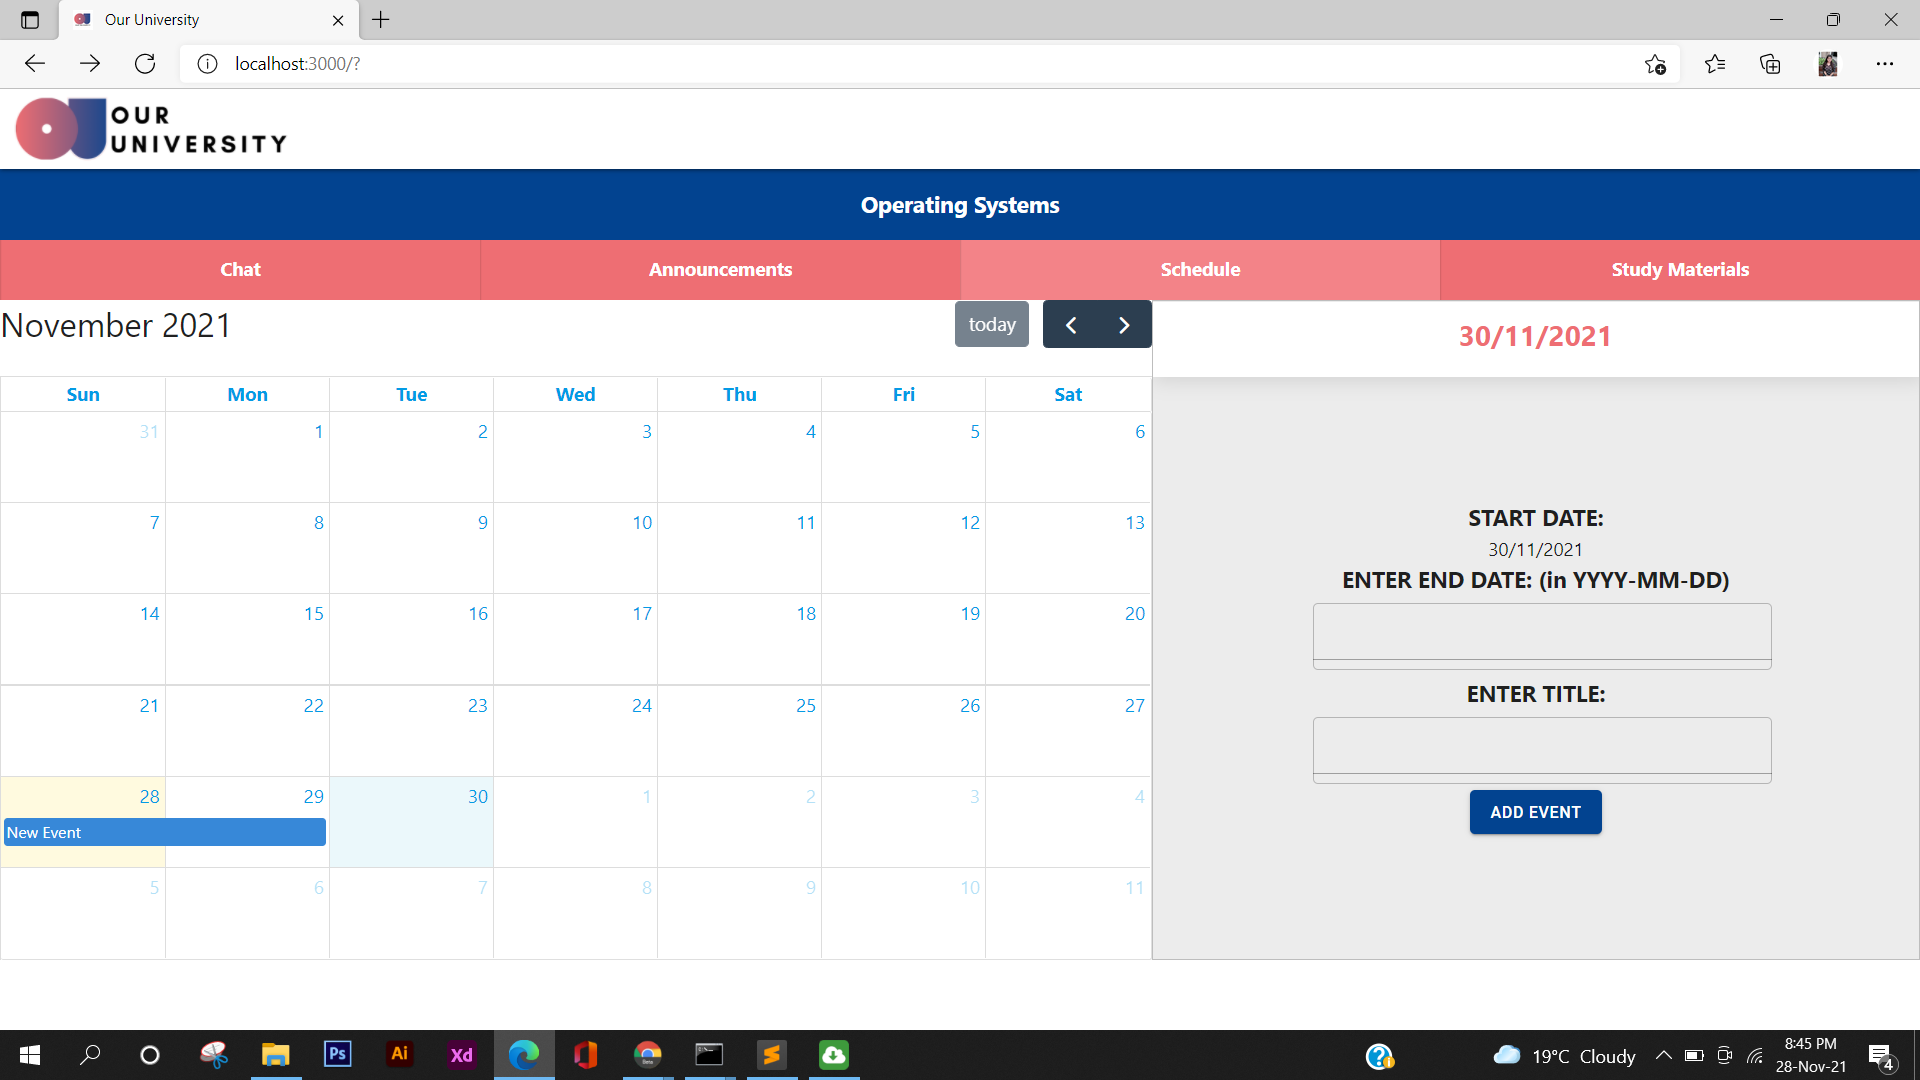 Our University
localhost:3000/?
OUR
UNIVERSITY
Operating Systems
Chat Announcements Schedule Study Materials
November 2021 today
30/11/2021
Sun Mon Tue Wed Thu Fri Sat
31 1 2 3 4 5 6
7 8 9 10 11 12 13
14 15 16 17 18 19 20
21 22 23 24 25 26 27
28 29 30 1 2 3 4
New Event
5 6 7 8 9 10 11
START DATE:
30/11/2021
ENTER END DATE: (in YYYY-MM-DD)
ENTER TITLE:
ADD EVENT
Ps Ai Xd
19°C Cloudy
8:45 PM
28-Nov-21
4